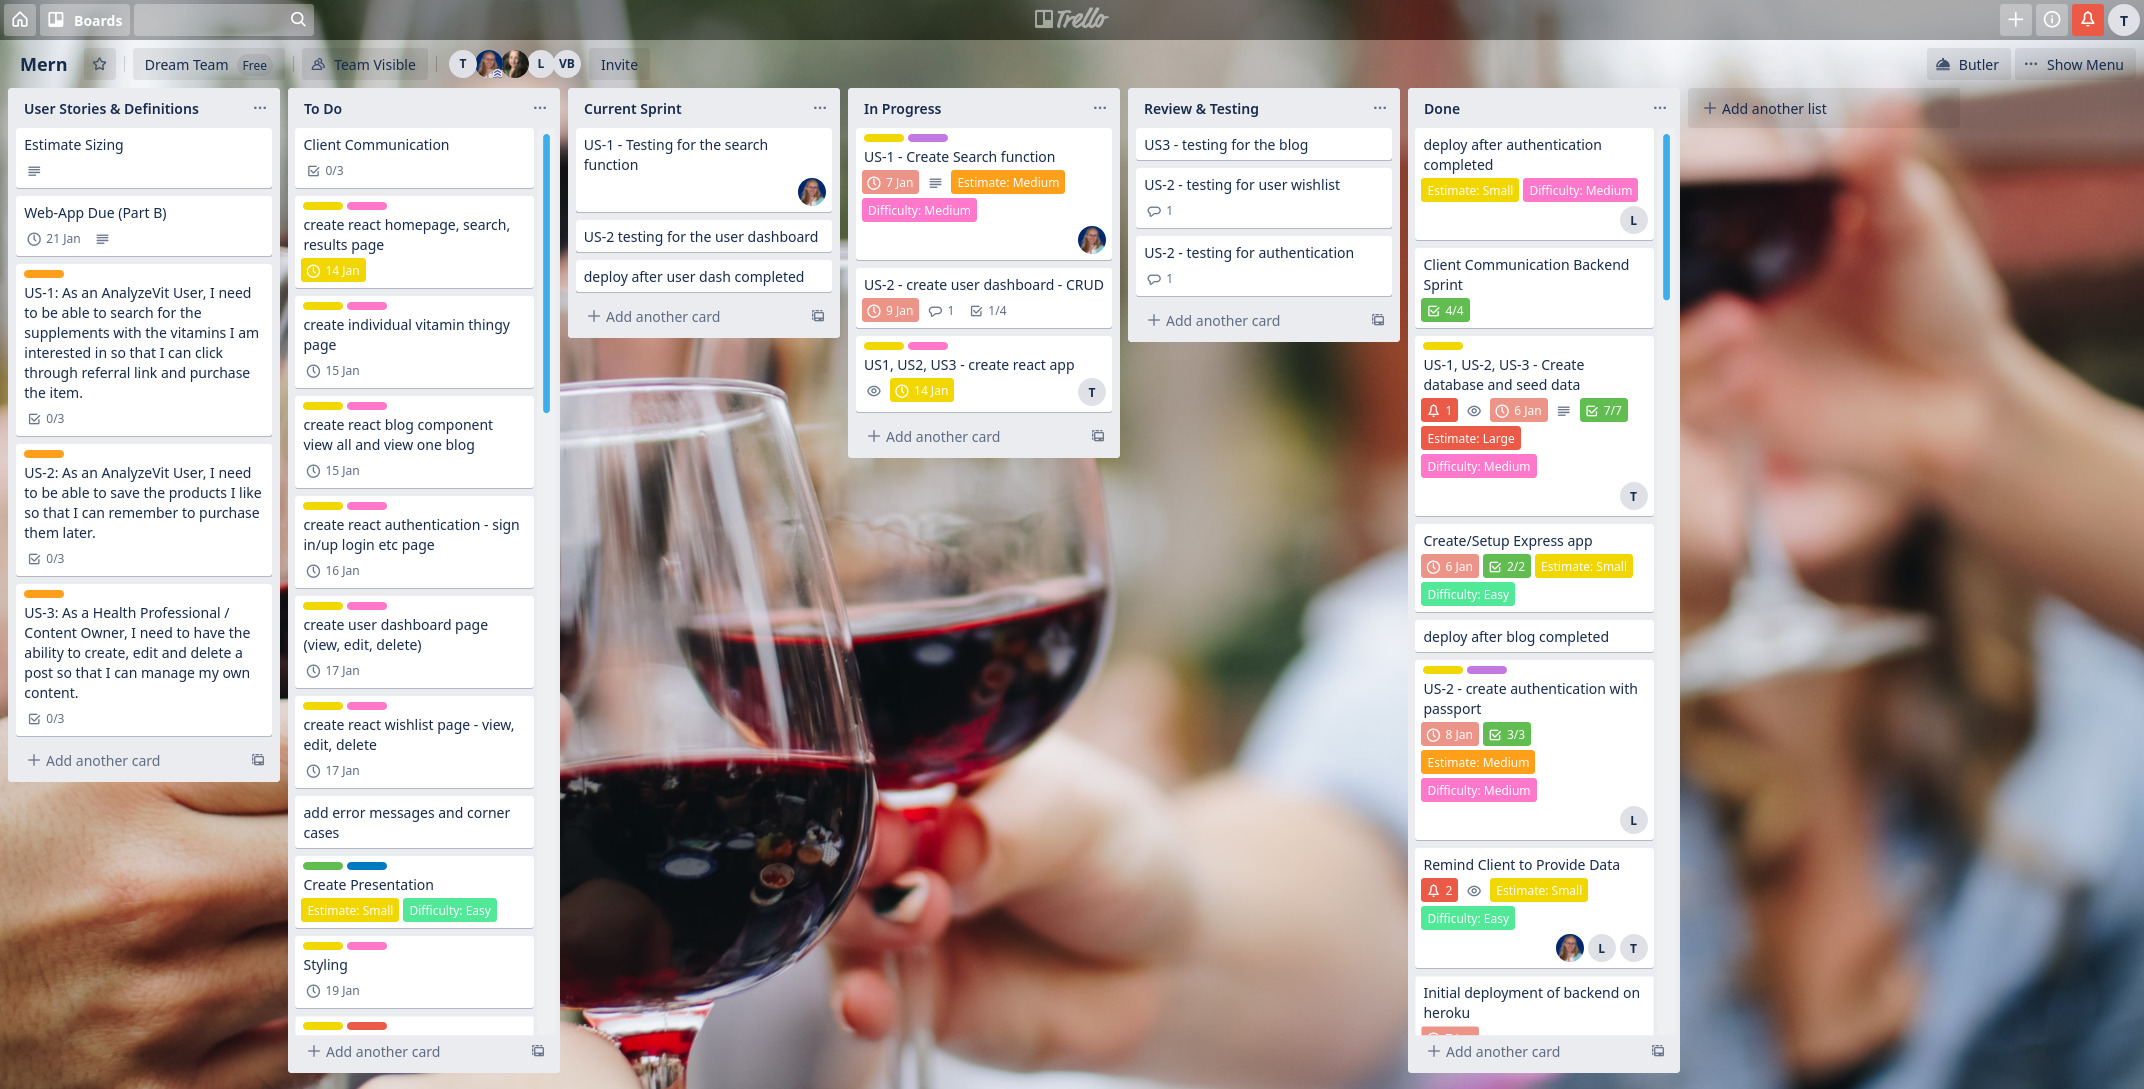 Boards
Trello
T
Mern
Dream Team Free
Team Visible
T
L
VB
Invite
Butler
Show Menu
User Stories & Definitions
Estimate Sizing
Web-App Due (Part B)
21 Jan
US-1: As an AnalyzeVit User, I need
to be able to search for the
supplements with the vitamins I am
interested in so that I can click
through referral link and purchase
the item.
0/3
US-2: As an AnalyzeVit User, I need
to be able to save the products I like
so that I can remember to purchase
them later.
0/3
US-3: As a Health Professional /
Content Owner, I need to have the
ability to create, edit and delete a
post so that I can manage my own
content.
0/3
Add another card
To Do
Client Communication
0/3
create react homepage, search,
results page
14 Jan
create individual vitamin thingy
page
15 Jan
create react blog component
view all and view one blog
15 Jan
create react authentication - sign
in/up login etc page
16 Jan
create user dashboard page
(view, edit, delete)
17 Jan
create react wishlist page - view,
edit, delete
17 Jan
add error messages and corner
cases
Create Presentation
Estimate: Small Difficulty: Easy
Styling
19 Jan
Add another card
Current Sprint
US-1 - Testing for the search
function
US-2 testing for the user dashboard
deploy after user dash completed
Add another card
In Progress
US-1 - Create Search function
7 Jan Estimate: Medium
Difficulty: Medium
US-2 - create user dashboard - CRUD
9 Jan 1 1/4
US1, US2, US3 - create react app
14 Jan
T
Add another card
Review & Testing
US3 - testing for the blog
US-2 - testing for user wishlist
1
US-2 - testing for authentication
1
Add another card
Done
deploy after authentication
completed
Estimate: Small Difficulty: Medium
L
Client Communication Backend
Sprint
4/4
US-1, US-2, US-3 - Create
database and seed data
1 6 Jan 7/7
Estimate: Large
Difficulty: Medium
T
Create/Setup Express app
6 Jan 2/2 Estimate: Small
Difficulty: Easy
deploy after blog completed
US-2 - create authentication with
passport
8 Jan 3/3
Estimate: Medium
Difficulty: Medium
L
Remind Client to Provide Data
2 Estimate: Small
Difficulty: Easy
L T
Initial deployment of backend on
heroku
Add another card
Add another list